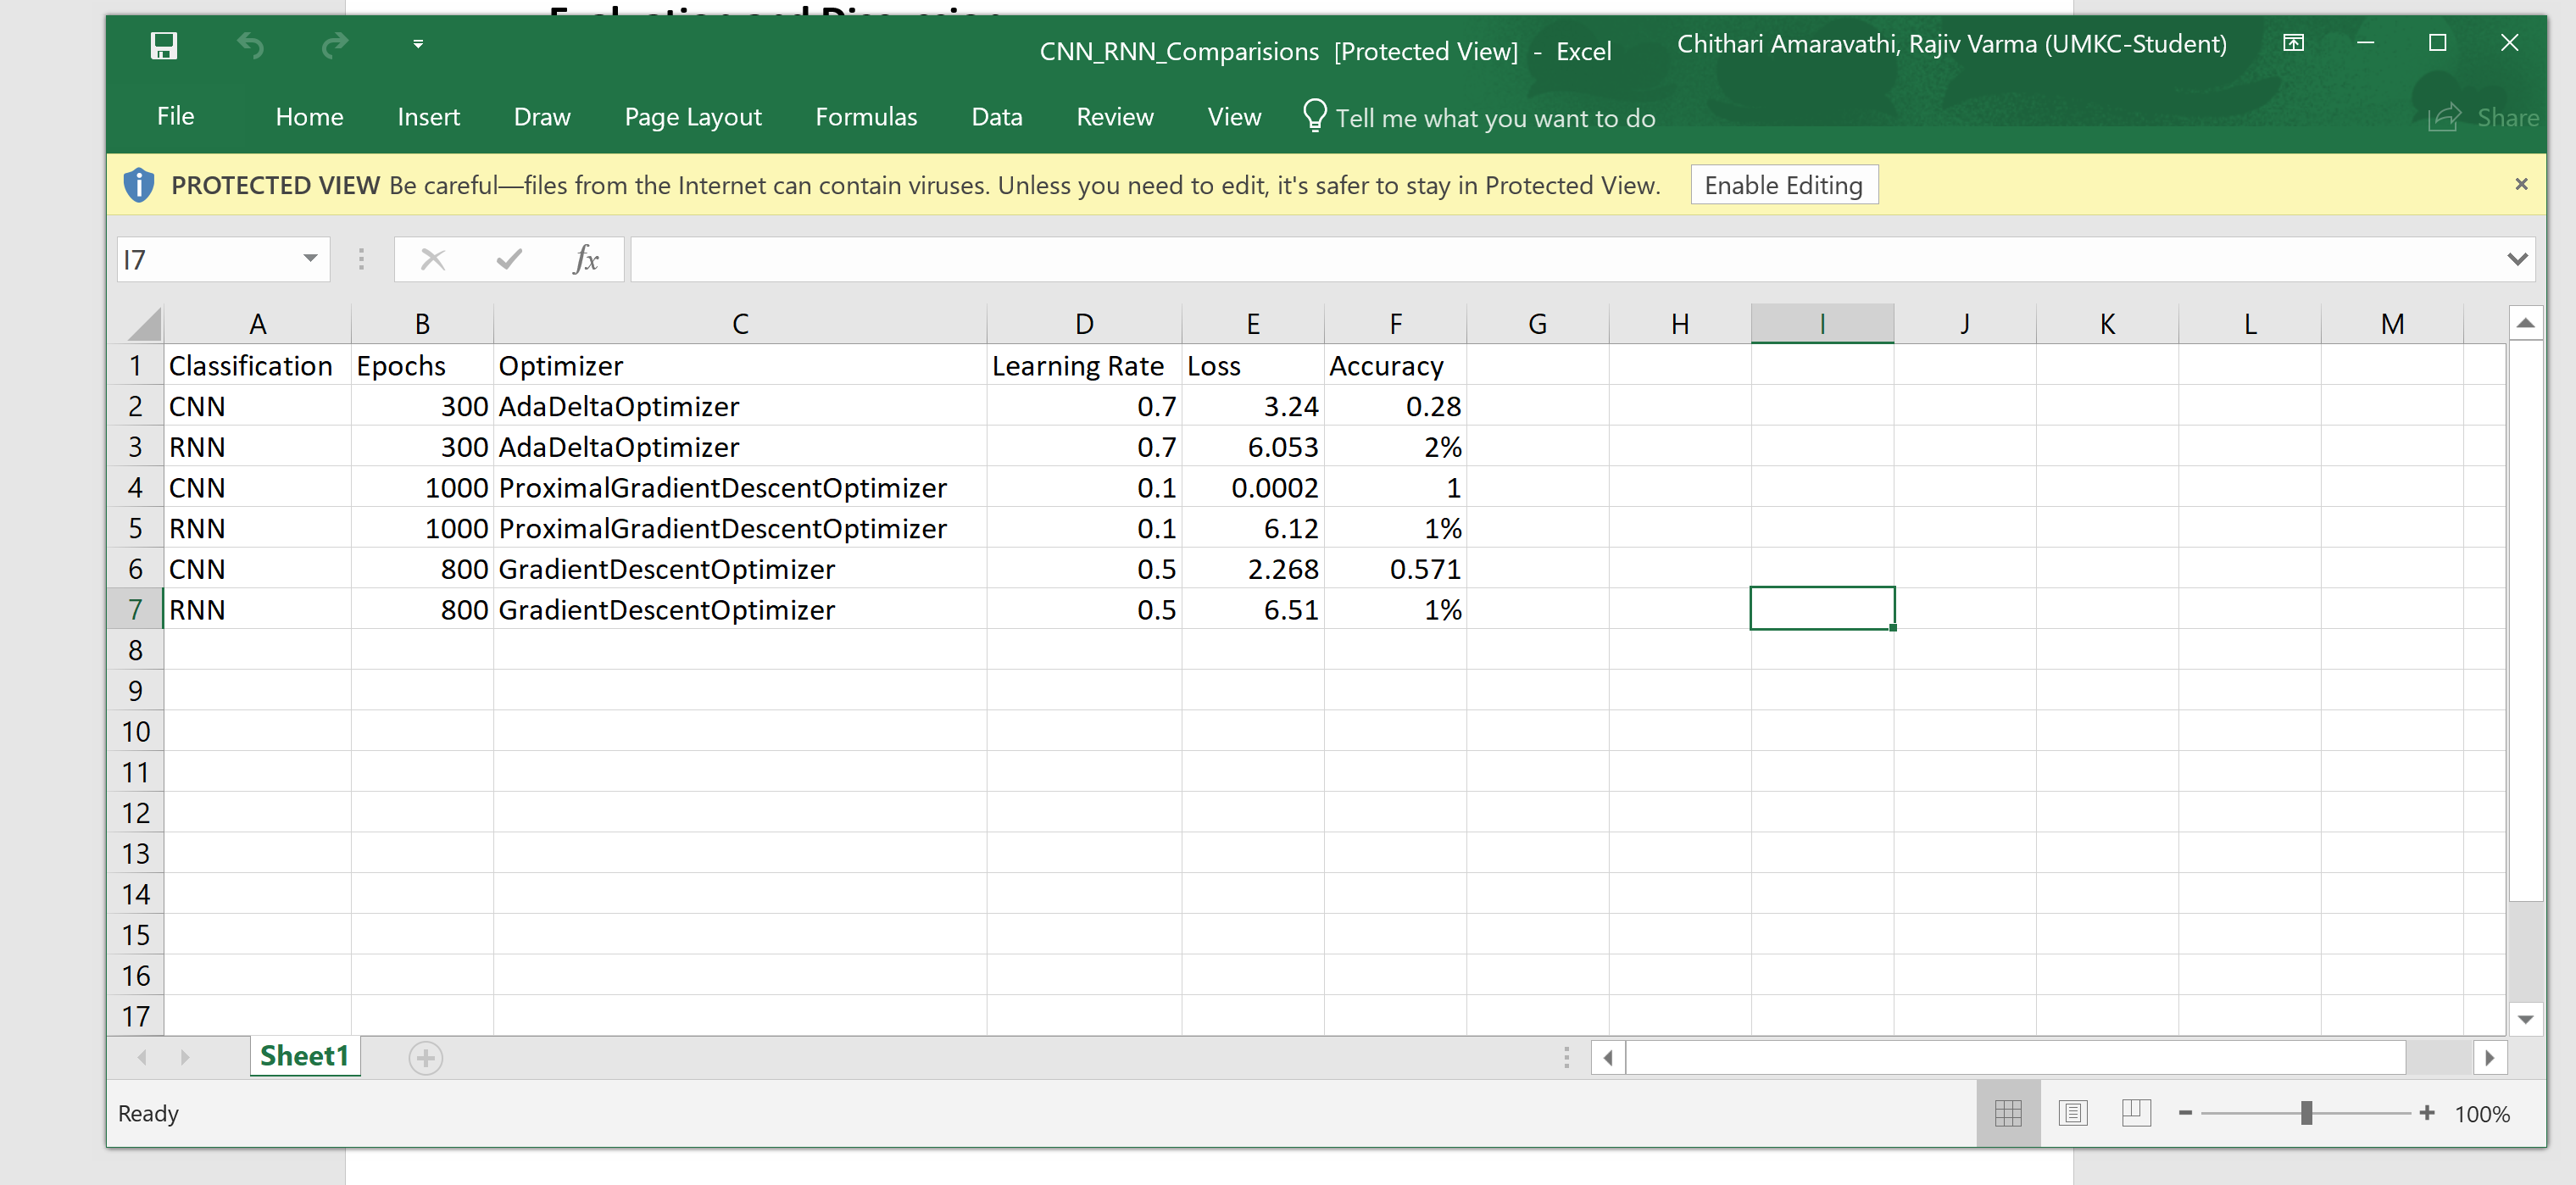 Evaluation and Discussion
CNN_RNN_Comparisions [Protected View] - Excel
Chithari Amaravathi, Rajiv Varma (UMKC-Student)
File Home Insert Draw Page Layout Formulas Data Review View Tell me what you want to do Share
PROTECTED VIEW Be careful—files from the Internet can contain viruses. Unless you need to edit, it's safer to stay in Protected View. Enable Editing
I7 fx
A B C D E F G H I J K L M
1 Classification Epochs Optimizer Learning Rate Loss Accuracy
2 CNN 300 AdaDeltaOptimizer 0.7 3.24 0.28
3 RNN 300 AdaDeltaOptimizer 0.7 6.053 2%
4 CNN 1000 ProximalGradientDescentOptimizer 0.1 0.0002 1
5 RNN 1000 ProximalGradientDescentOptimizer 0.1 6.12 1%
6 CNN 800 GradientDescentOptimizer 0.5 2.268 0.571
7 RNN 800 GradientDescentOptimizer 0.5 6.51 1%
8
9
10
11
12
13
14
15
16
17
Sheet1
Ready 100%